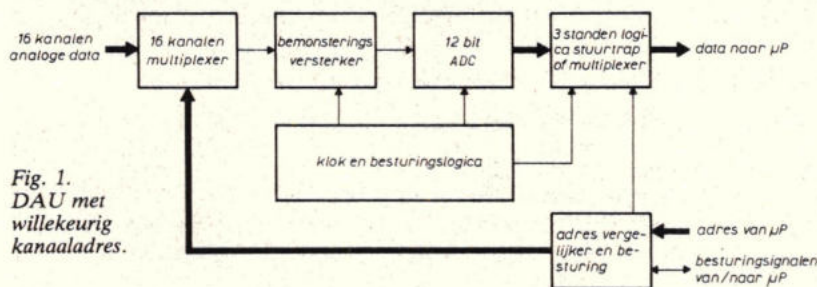 16 kanalen
analoge data
16 kanalen
multiplexer
bemonsterings
versterker
12 bit
ADC
3 standen logi-
ca stuurtrap
of multiplexer
data naar µP
klok en besturingslogica
Fig. 1.
DAU met
willekeurig
kanaaladres.
adres verge-
lijker en be-
sturing
adres van µP
besturingsignalen
van/naar µP